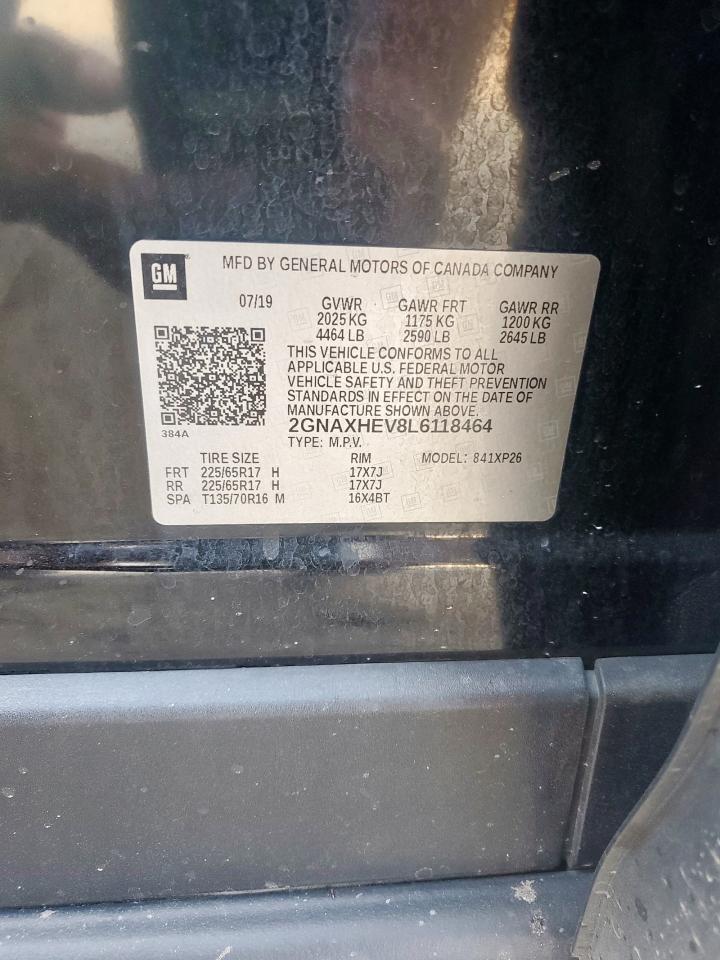 GM
MFD BY GENERAL MOTORS OF CANADA COMPANY
07/19 GVWR GAWR FRT GAWR RR
2025 KG 1175 KG 1200 KG
4464 LB 2590 LB 2645 LB
THIS VEHICLE CONFORMS TO ALL
APPLICABLE U.S. FEDERAL MOTOR
VEHICLE SAFETY AND THEFT PREVENTION
STANDARDS IN EFFECT ON THE DATE OF
MANUFACTURE SHOWN ABOVE.
2GNAXHEV8L6118464
384A
TYPE: M.P.V.
TIRE SIZE RIM MODEL: 841XP26
FRT 225/65R17 H 17X7J
RR 225/65R17 H 17X7J
SPA T135/70R16 M 16X4BT